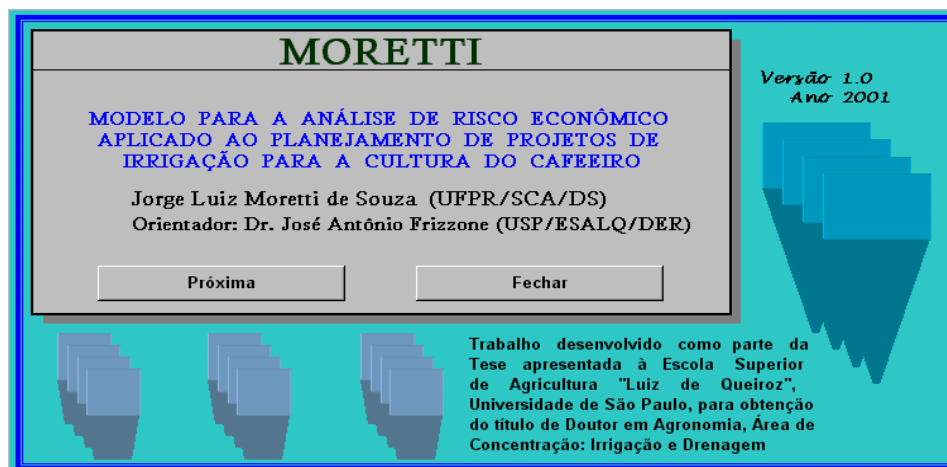 MORETTI
Versão 1.0
Ano 2001
MODELO PARA A ANÁLISE DE RISCO ECONÔMICO
APLICADO AO PLANEJAMENTO DE PROJETOS DE
IRRIGAÇÃO PARA A CULTURA DO CAFEEIRO
Jorge Luiz Moretti de Souza (UFPR/SCA/DS)
Orientador: Dr. José Antônio Frizzone (USP/ESALQ/DER)
Próxima
Fechar
Trabalho desenvolvido como parte da
Tese apresentada à Escola Superior
de Agricultura "Luiz de Queiroz",
Universidade de São Paulo, para obtenção
do título de Doutor em Agronomia, Área de
Concentração: Irrigação e Drenagem